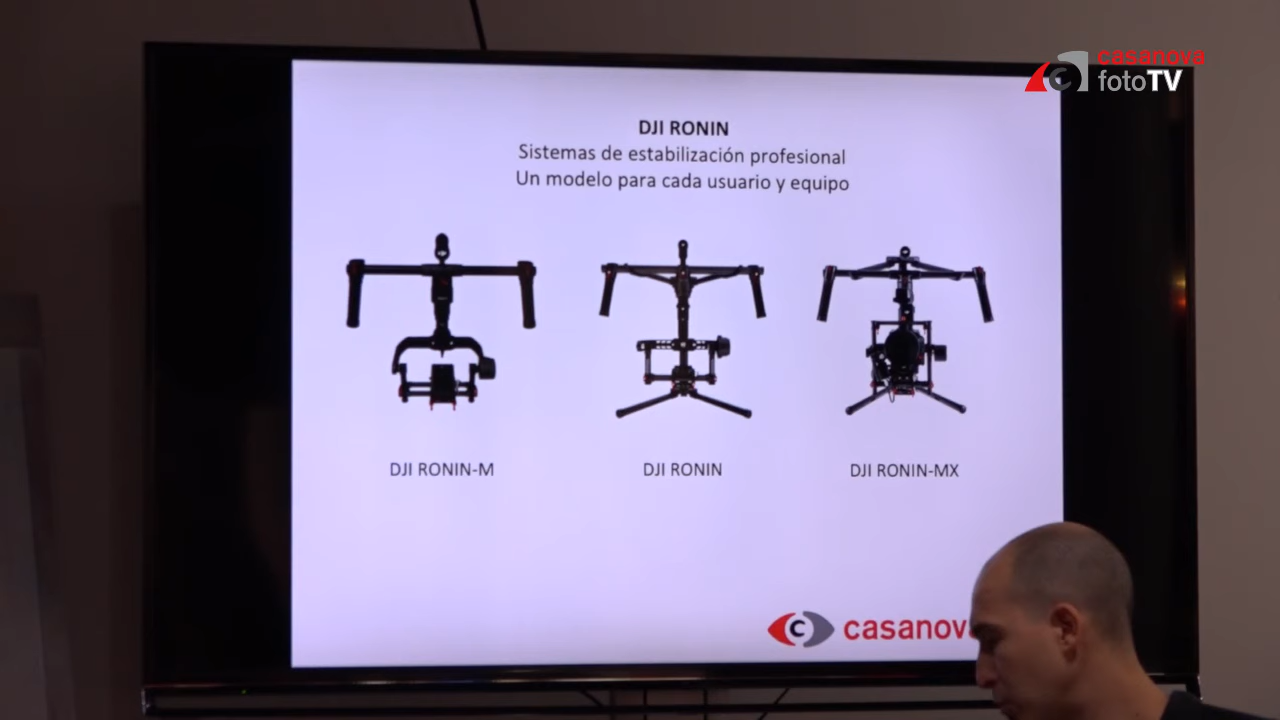 casanova
fotoTV
DJI RONIN
Sistemas de estabilización profesional
Un modelo para cada usuario y equipo
DJI RONIN-M
DJI RONIN
DJI RONIN-MX
casanov